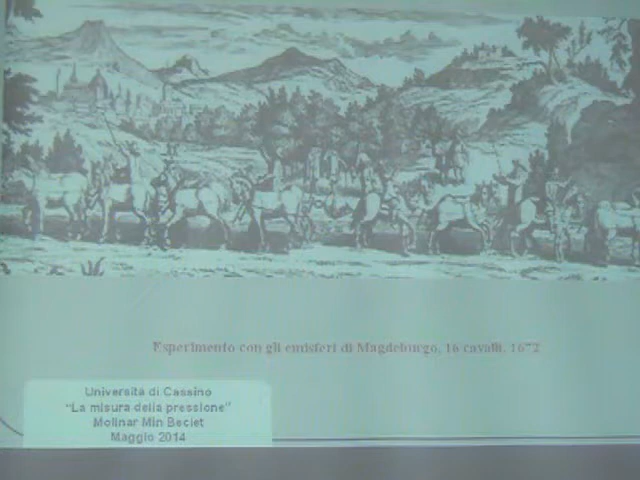 Esperimento con gli emisferi di Magdeburgo, 16 cavalli, 1672
Università di Cassino
"La misura della pressione"
Molinar Min Beciet
Maggio 2014